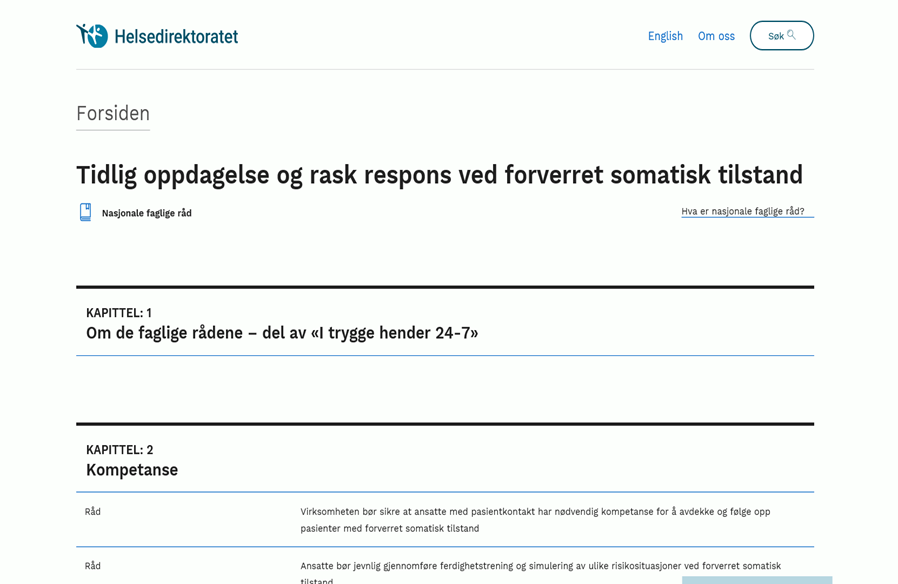 Helsedirektoratet
English
Om oss
Søk
Forsiden
Tidlig oppdagelse og rask respons ved forverret somatisk tilstand
Nasjonale faglige råd
Hva er nasjonale faglige råd?
KAPITTEL: 1
Om de faglige rådene – del av «I trygge hender 24-7»
KAPITTEL: 2
Kompetanse
Råd
Virksomheten bør sikre at ansatte med pasientkontakt har nødvendig kompetanse for å avdekke og følge opp
pasienter med forverret somatisk tilstand
Råd
Ansatte bør jevnlig gjennomføre ferdighetstrening og simulering av ulike risikosituasjoner ved forverret somatisk
tilstand